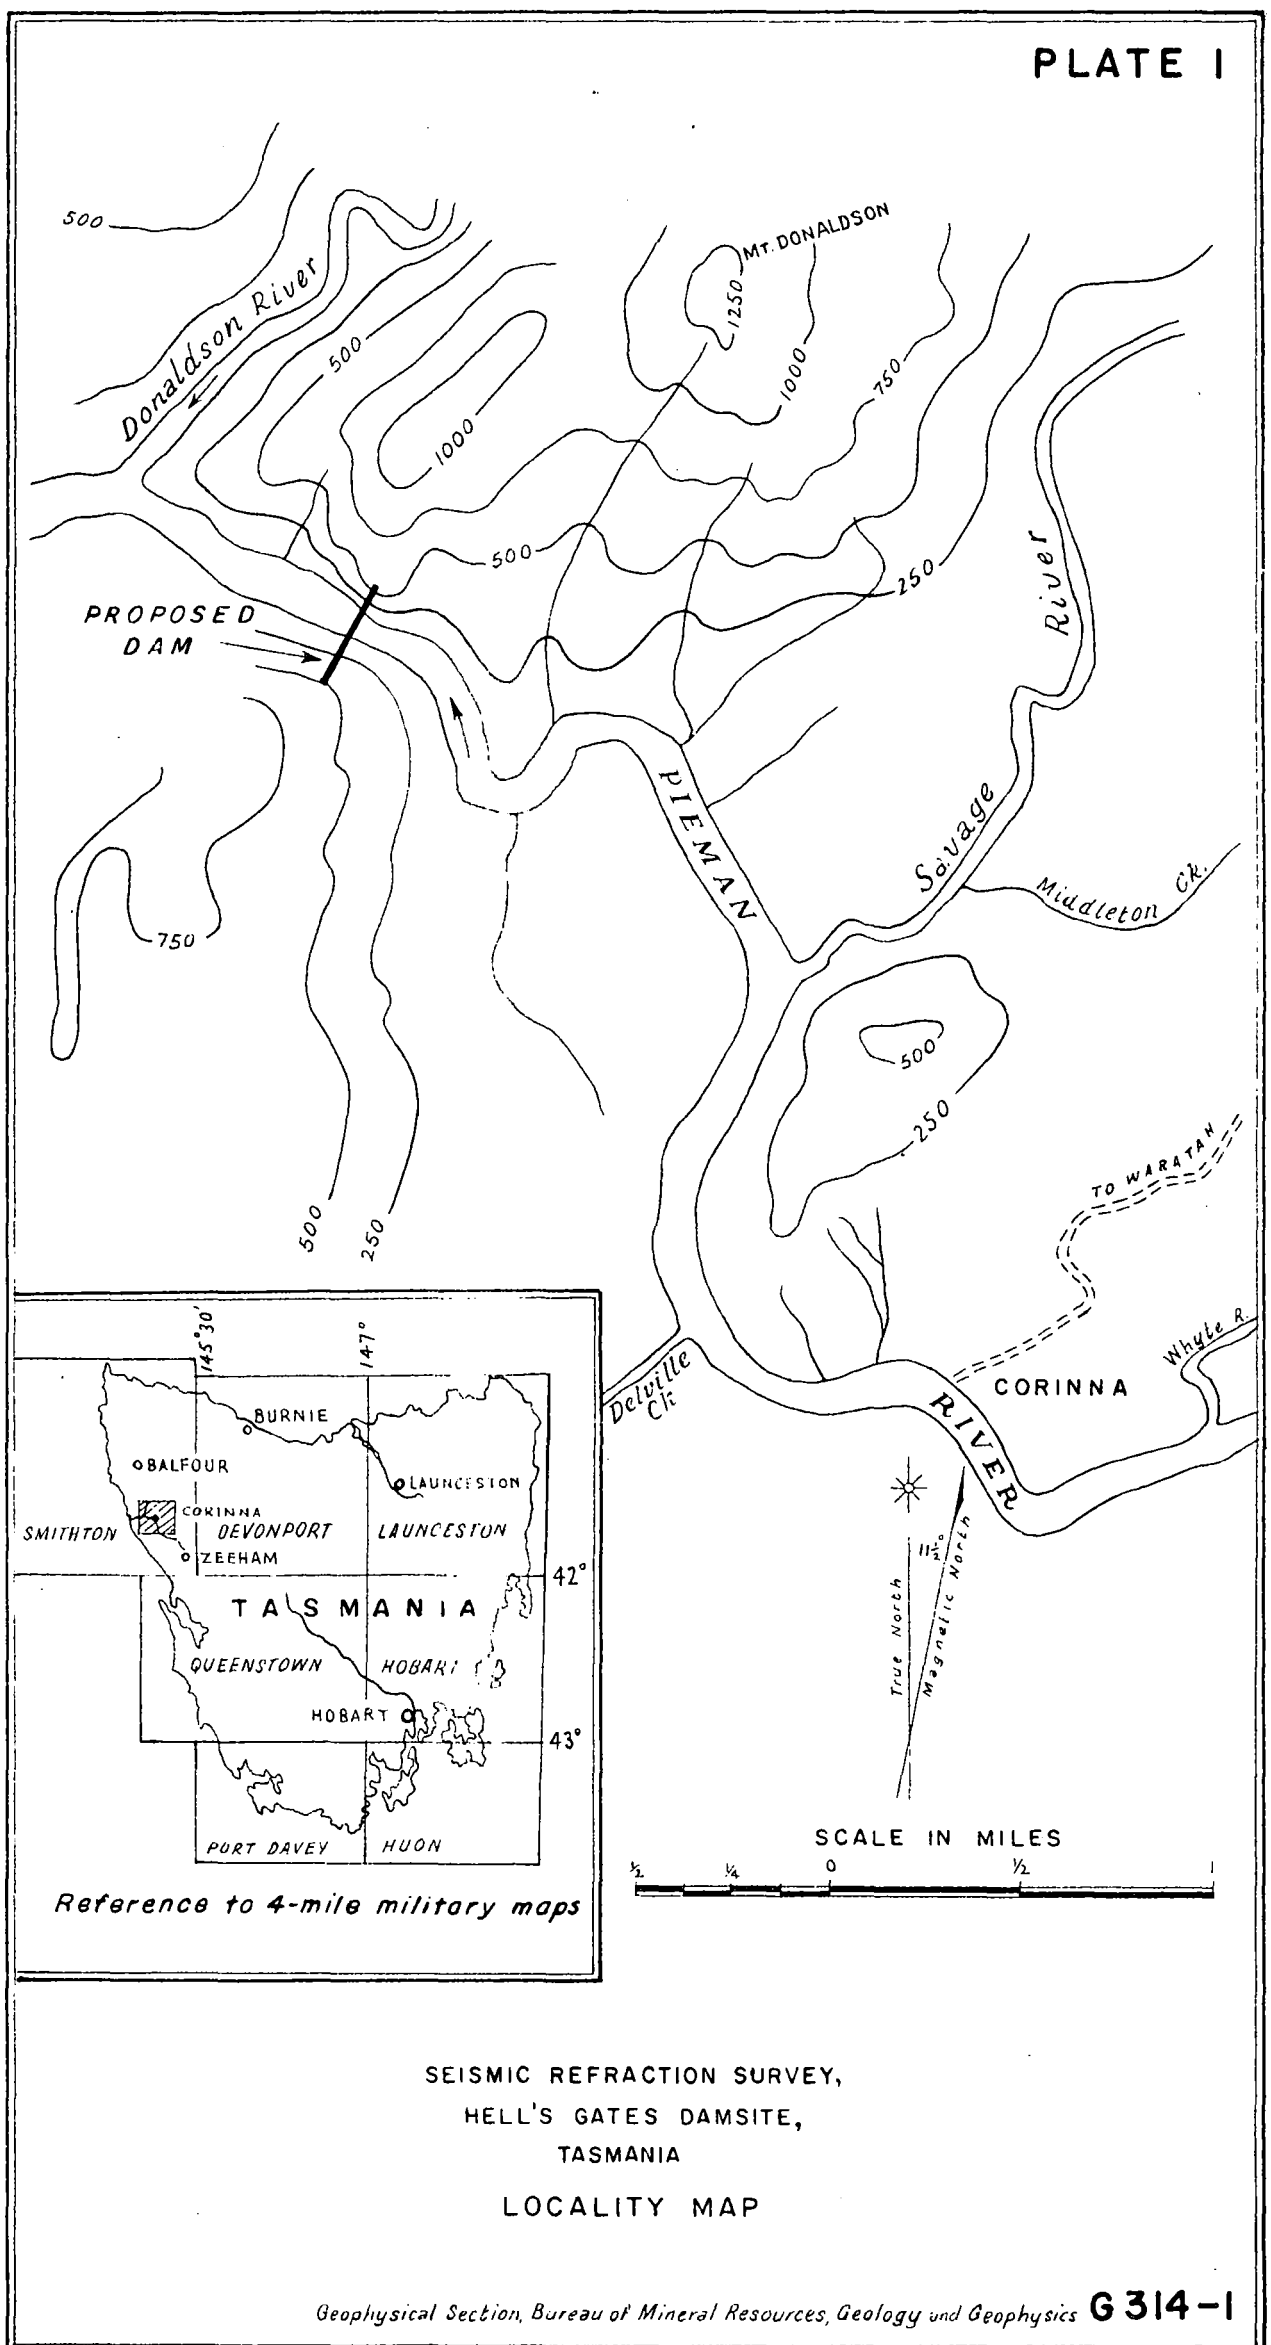 PLATE 1
500
Donaldson River
500
1000
MT. DONALDSON
1250
1000
750
500
250
PROPOSED
DAM
River
Savage
PIEMAN
Middleton Ck.
750
500
250
500
250
TO WARATAH
Whyte R.
CORINNA
RIVER
Delville
Ck
145°30'
147°
BURNIE
BALFOUR
LAUNCESTON
CORINNA
SMITHTON
DEVONPORT
LAUNCESTON
ZEEHAM
42°
TASMANIA
QUEENSTOWN
HOBART
HOBART
43°
PORT DAVEY
HUON
Reference to 4-mile military maps
11½°
True North
Magnetic North
SCALE IN MILES
½ ¼ 0 ½ 1
SEISMIC REFRACTION SURVEY,
HELL'S GATES DAMSITE,
TASMANIA
LOCALITY MAP
Geophysical Section, Bureau of Mineral Resources, Geology and Geophysics G 314-1